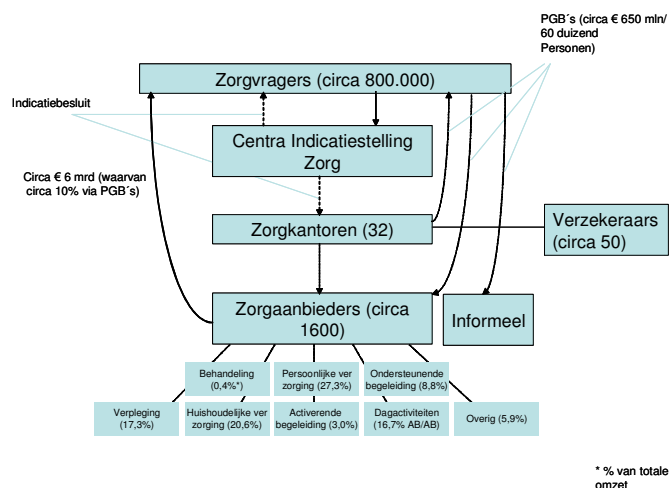 PGB´s (circa € 650 mln/
60 duizend
Personen)
Zorgvragers (circa 800.000)
Indicatiebesluit
Centra Indicatiestelling
Zorg
Circa € 6 mrd (waarvan
circa 10% via PGB´s)
Zorgkantoren (32)
Verzekeraars
(circa 50)
Zorgaanbieders (circa
1600)
Informeel
Behandeling
(0,4%*)
Persoonlijke ver
zorging (27,3%)
Ondersteunende
begeleiding (8,8%)
Verpleging
(17,3%)
Huishoudelijke ver
zorging (20,6%)
Activerende
begeleiding (3,0%)
Dagactiviteiten
(16,7% AB/AB)
Overig (5,9%)
* % van totale
omzet